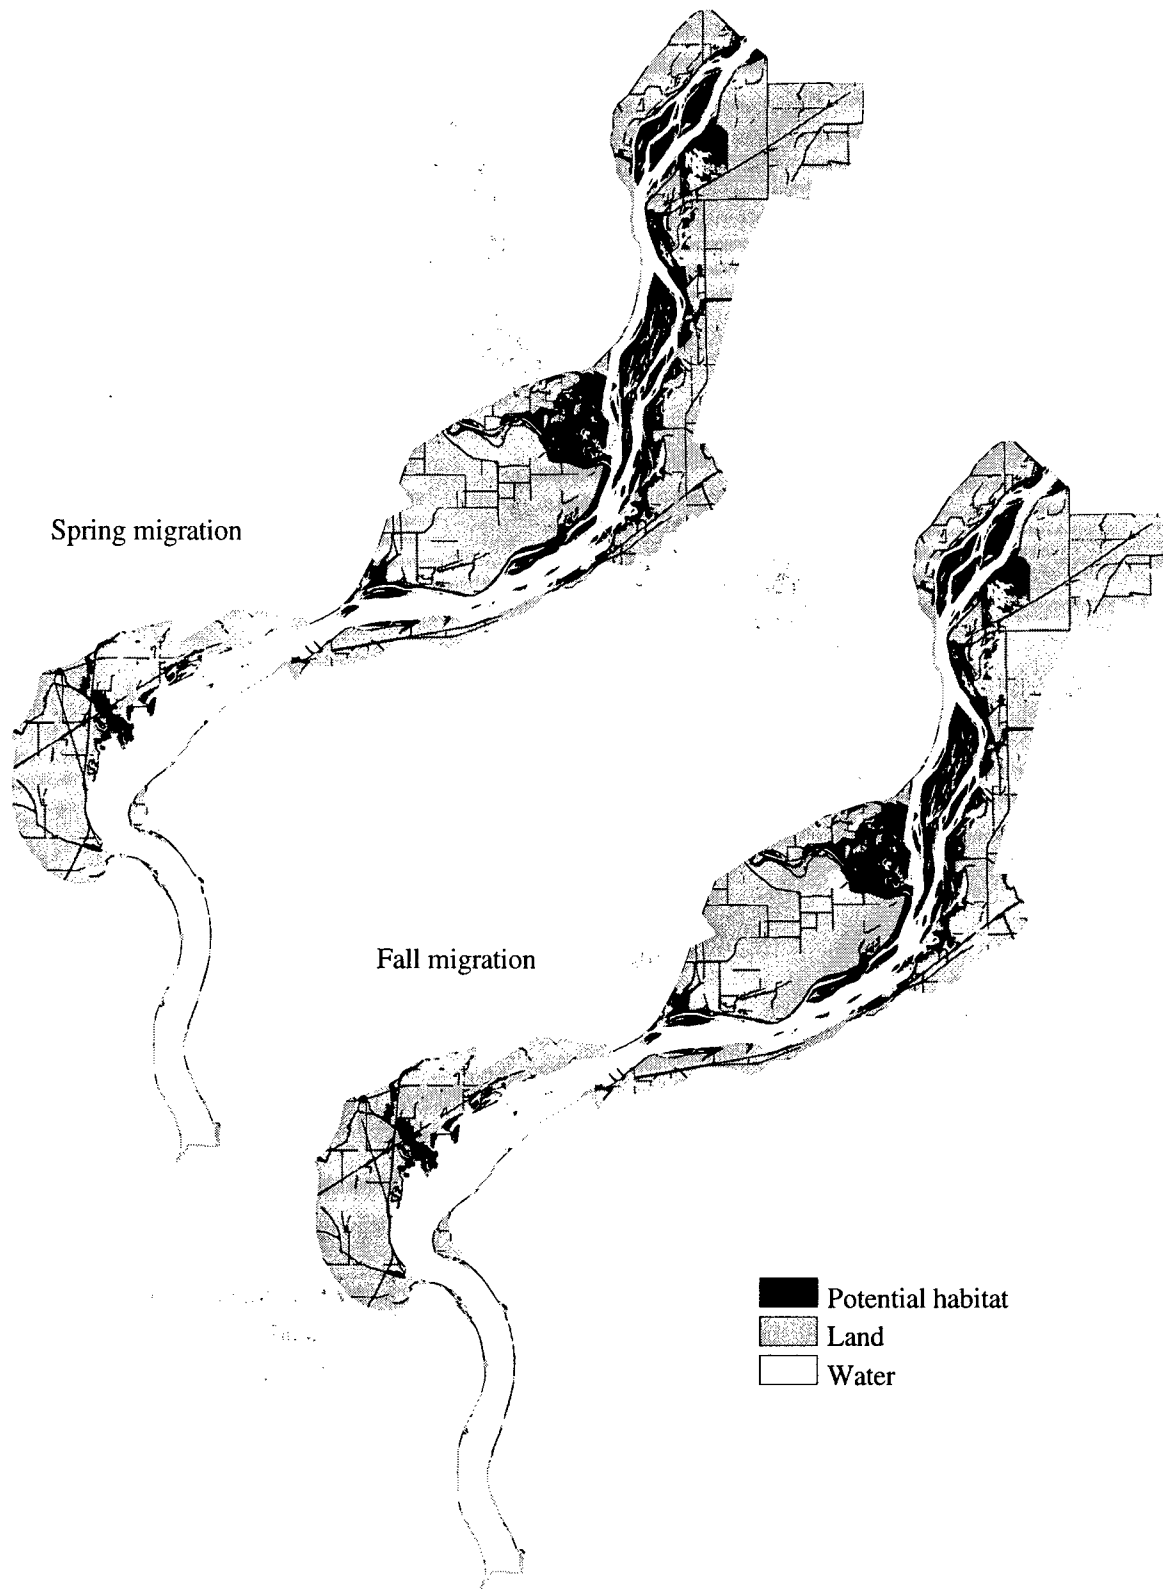 Spring migration
Fall migration
Potential habitat
Land
Water